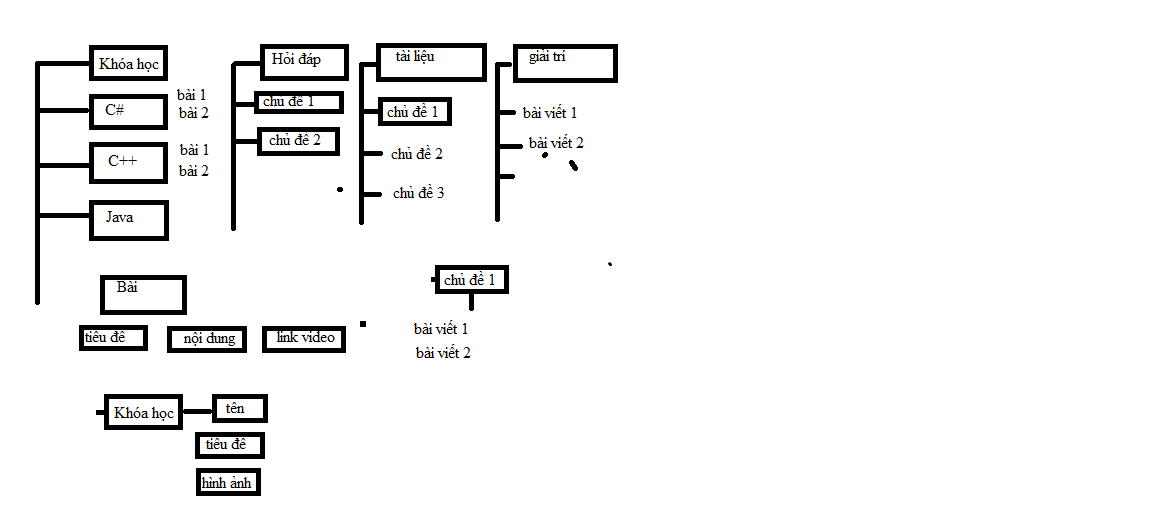 Khóa học
C#
bài 1
bài 2
C++
bài 1
bài 2
Java
Hỏi đáp
chủ đề 1
chủ đề 2
tài liệu
chủ đề 1
chủ đề 2
chủ đề 3
giải trí
bài viết 1
bài viết 2
Bài
tiêu đê
nội dung
link video
chủ đề 1
bài viết 1
bài viết 2
Khóa học
tên
tiêu đê
hình ảnh